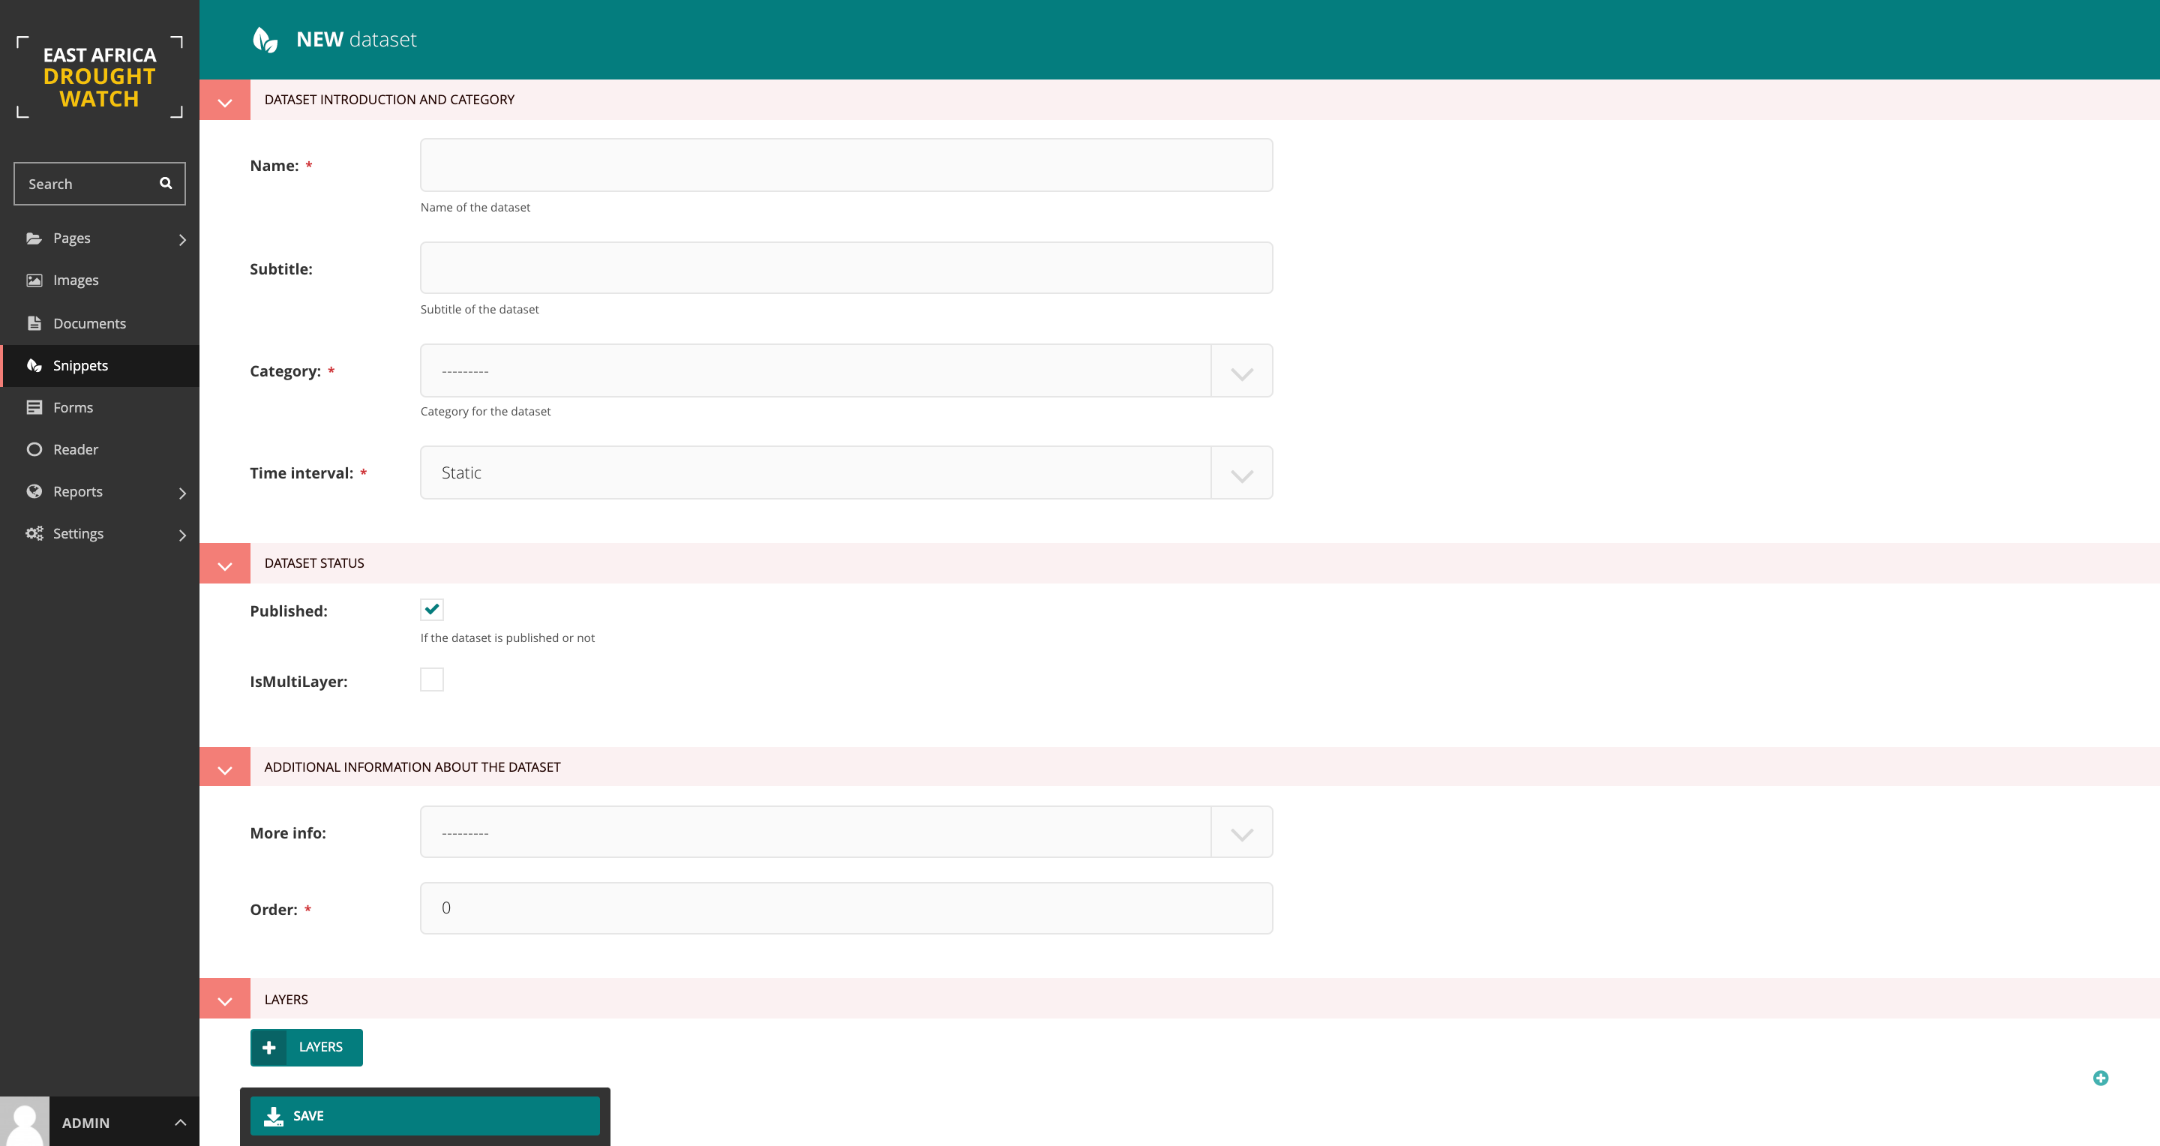 EAST AFRICA
DROUGHT
WATCH
Search
Pages
Images
Documents
Snippets
Forms
Reader
Reports
Settings
ADMIN
NEW dataset
DATASET INTRODUCTION AND CATEGORY
Name: *
Name of the dataset
Subtitle:
Subtitle of the dataset
Category: *
---------
Category for the dataset
Time interval: *
Static
DATASET STATUS
Published:
If the dataset is published or not
IsMultiLayer:
ADDITIONAL INFORMATION ABOUT THE DATASET
More info:
---------
Order: *
0
LAYERS
LAYERS
SAVE